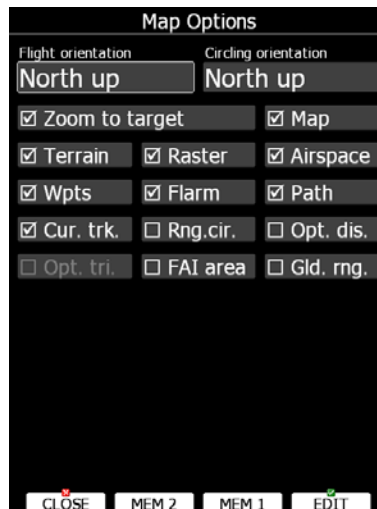 Map Options
Flight orientation Circling orientation
North up North up
Zoom to target Map
Terrain Raster Airspace
Wpts Flarm Path
Cur. trk. Rng.cir. Opt. dis.
Opt. tri. FAI area Gld. rng.
CLOSE MEM 2 MEM 1 EDIT